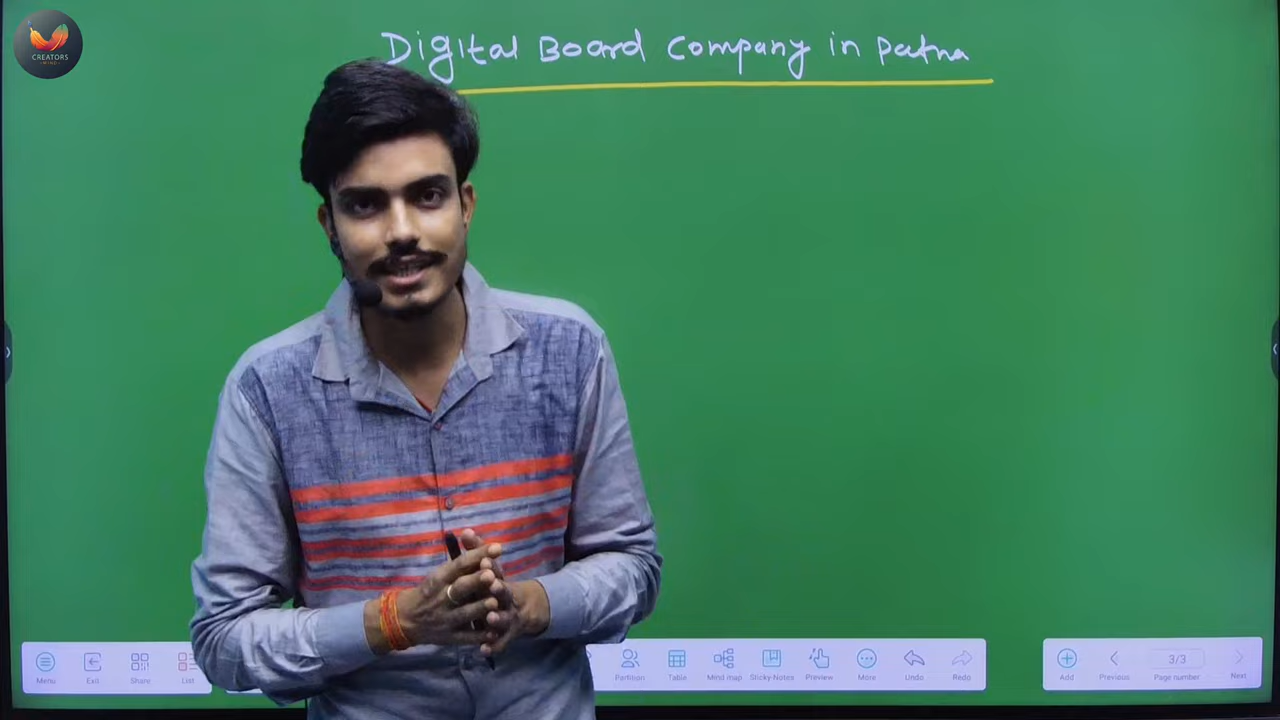 CREATORS
MIND
Digital Board Company in Patna
Menu
Exit
Share
List
Partition
Table
Mind map
Sticky-Notes
Preview
More
Undo
Redo
Add
Previous
3/3
Page number
Next